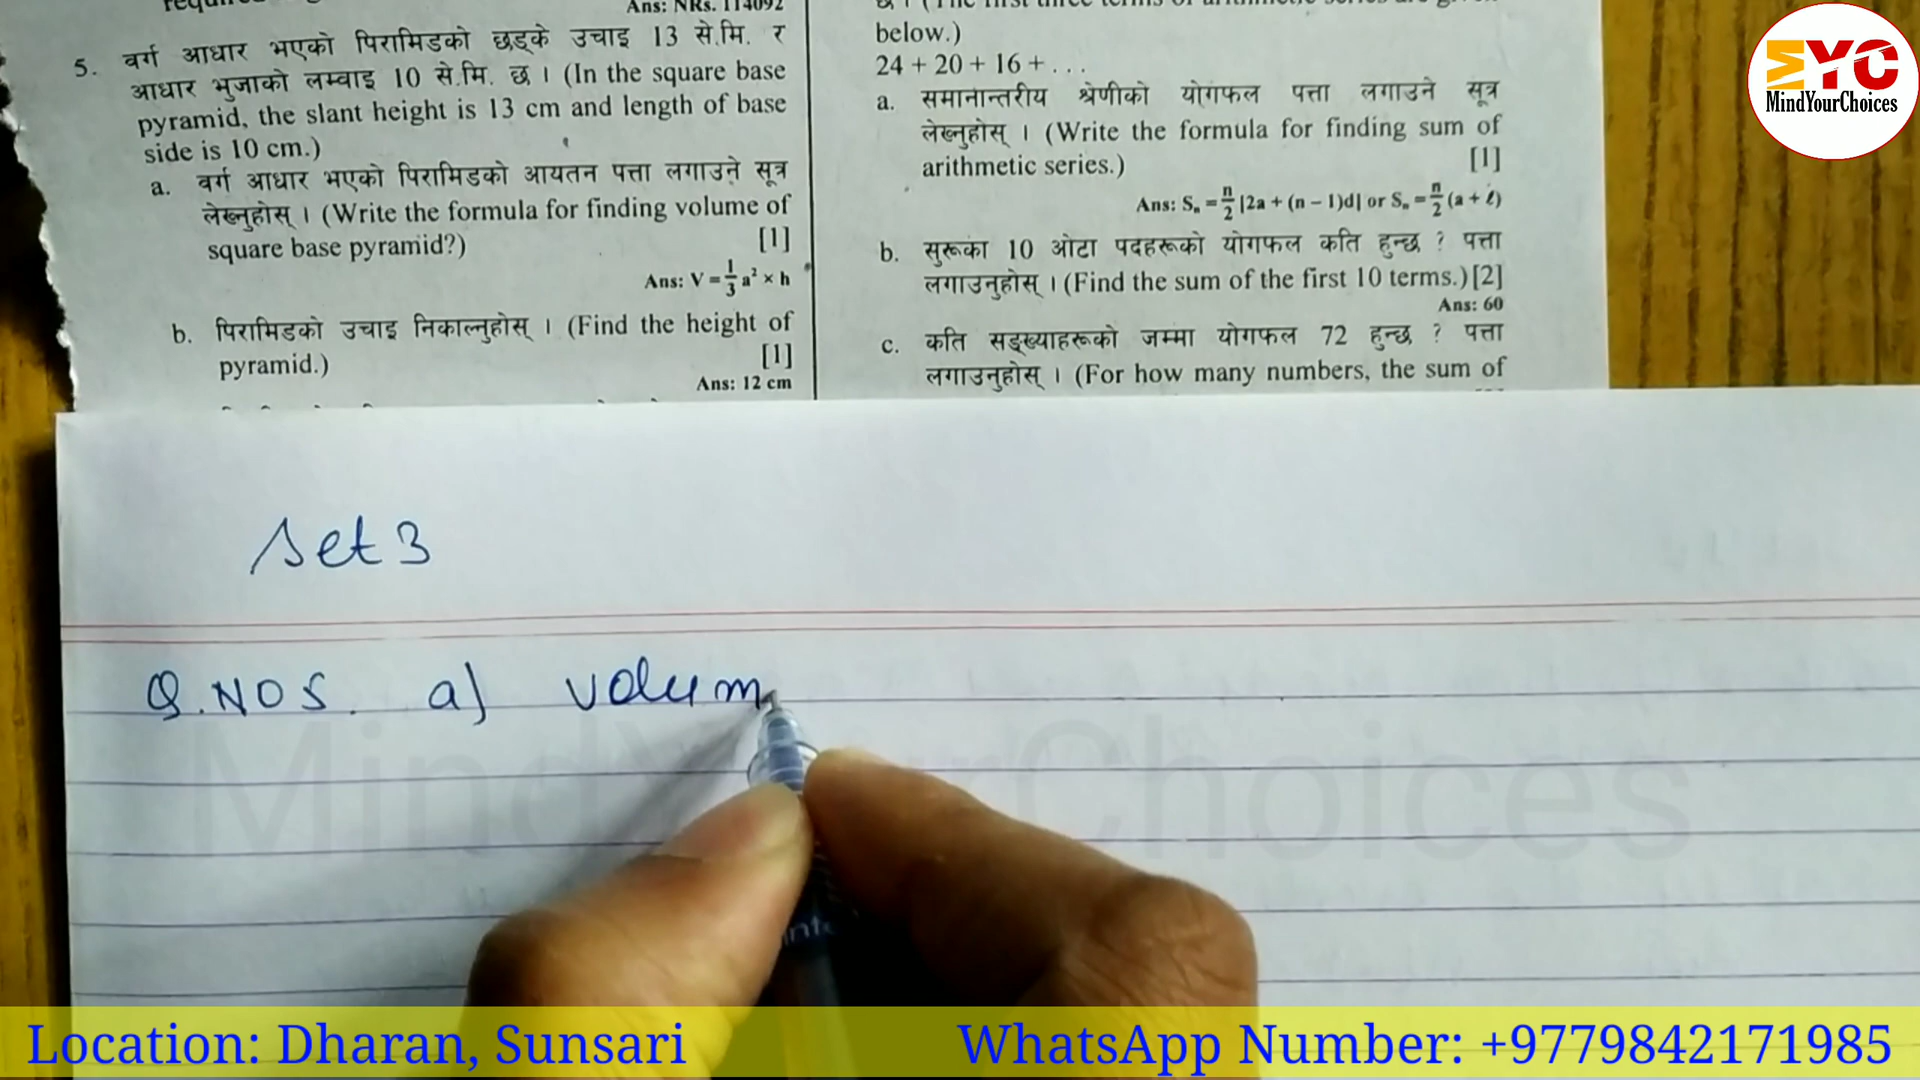 Ans: NRs. 114092
5. वर्ग आधार भएको पिरामिडको छड्के उचाइ 13 से.मि. र
आधार भुजाको लम्वाइ 10 से.मि. छ । (In the square base
pyramid, the slant height is 13 cm and length of base
side is 10 cm.)
a. वर्ग आधार भएको पिरामिडको आयतन पत्ता लगाउने सूत्र
लेख्नुहोस् । (Write the formula for finding volume of
square base pyramid?) [1]
Ans: V = 1/3 a² × h
b. पिरामिडको उचाइ निकाल्नुहोस् । (Find the height of
pyramid.) [1]
Ans: 12 cm
below.)
24 + 20 + 16 + . . .
a. समानान्तरीय श्रेणीको योगफल पत्ता लगाउने सूत्र
लेख्नुहोस् । (Write the formula for finding sum of
arithmetic series.) [1]
Ans: Sₙ = n/2 [2a + (n − 1)d] or Sₙ = n/2 (a + ℓ)
b. सुरूका 10 ओटा पदहरूको योगफल कति हुन्छ ? पत्ता
लगाउनुहोस् । (Find the sum of the first 10 terms.) [2]
Ans: 60
c. कति सङ्ख्याहरूको जम्मा योगफल 72 हुन्छ ? पत्ता
लगाउनुहोस् । (For how many numbers, the sum of
MYC
MindYourChoices
set 3
Q.NO5. a) volum
MindYourChoices
Location: Dharan, Sunsari
WhatsApp Number: +9779842171985